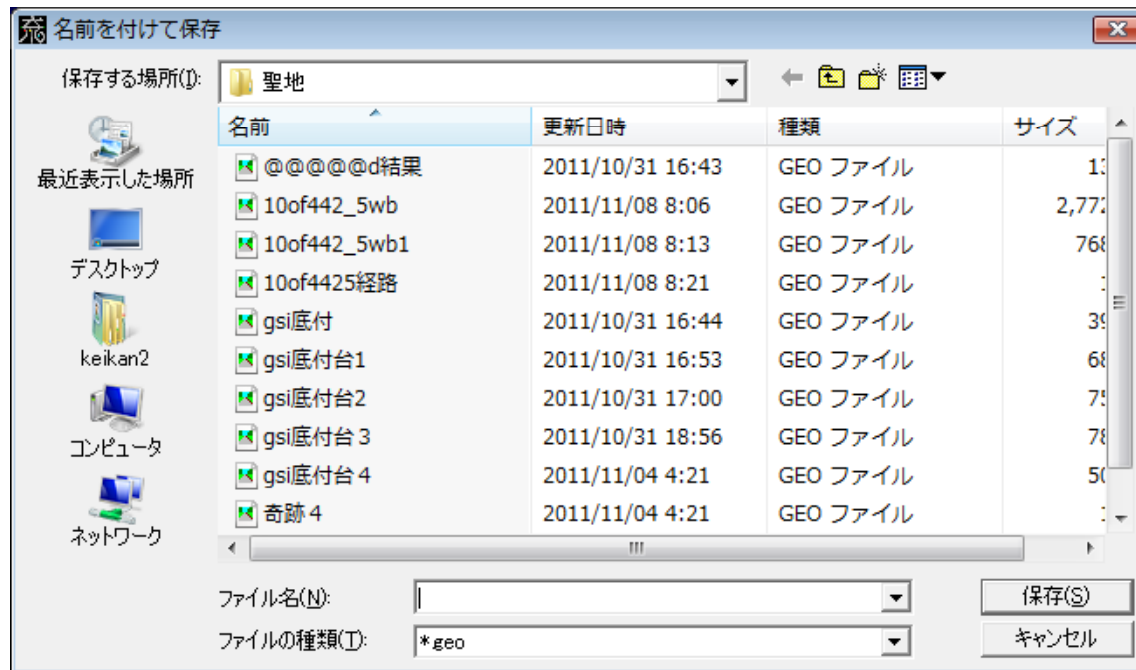 名前を付けて保存
保存する場所(I): 聖地
名前 更新日時 種類 サイズ
@@@@@d結果 2011/10/31 16:43 GEO ファイル
10of442_5wb 2011/11/08 8:06 GEO ファイル 2,772
10of442_5wb1 2011/11/08 8:13 GEO ファイル 768
10of4425経路 2011/11/08 8:21 GEO ファイル
gsi底付 2011/10/31 16:44 GEO ファイル 39
gsi底付台1 2011/10/31 16:53 GEO ファイル 68
gsi底付台2 2011/10/31 17:00 GEO ファイル 75
gsi底付台３ 2011/10/31 18:56 GEO ファイル 78
gsi底付台４ 2011/11/04 4:21 GEO ファイル 50
奇跡４ 2011/11/04 4:21 GEO ファイル
最近表示した場所
デスクトップ
keikan2
コンピュータ
ネットワーク
ファイル名(N): 保存(S)
ファイルの種類(T): *geo キャンセル